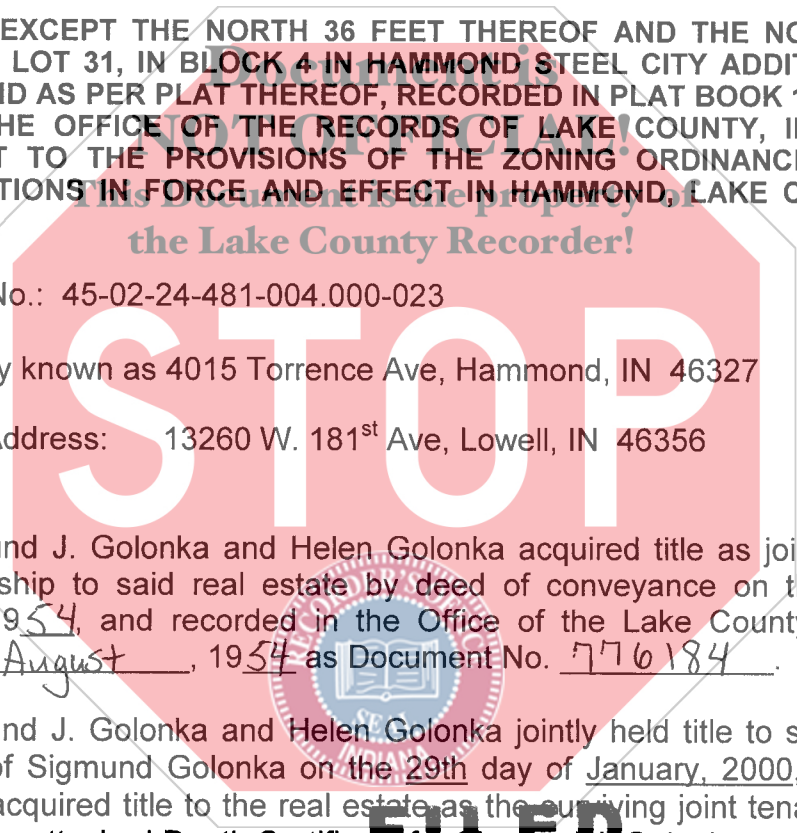 EXCEPT THE NORTH 36 FEET THEREOF AND THE NO
LOT 31, IN BLOCK 4 IN HAMMOND STEEL CITY ADDIT
ND AS PER PLAT THEREOF, RECORDED IN PLAT BOOK 1
HE OFFICE OF THE RECORDS OF LAKE COUNTY, I
T TO THE PROVISIONS OF THE ZONING ORDINANC
TIONS IN FORCE AND EFFECT IN HAMMOND, LAKE C
Document is
NOT OFFICIAL!
This Document is the property of
the Lake County Recorder!
No.: 45-02-24-481-004.000-023
STOP
y known as 4015 Torrence Ave, Hammond, IN 46327
Address: 13260 W. 181st Ave, Lowell, IN 46356
und J. Golonka and Helen Golonka acquired title as joi
ship to said real estate by deed of conveyance on t
954, and recorded in the Office of the Lake County
August, 1954 as Document No. 776184.
und J. Golonka and Helen Golonka jointly held title to s
of Sigmund Golonka on the 29th day of January, 2000,
acquired title to the real estate as the surviving joint tena
RECORDER
SEAL
INDIANA
FILED